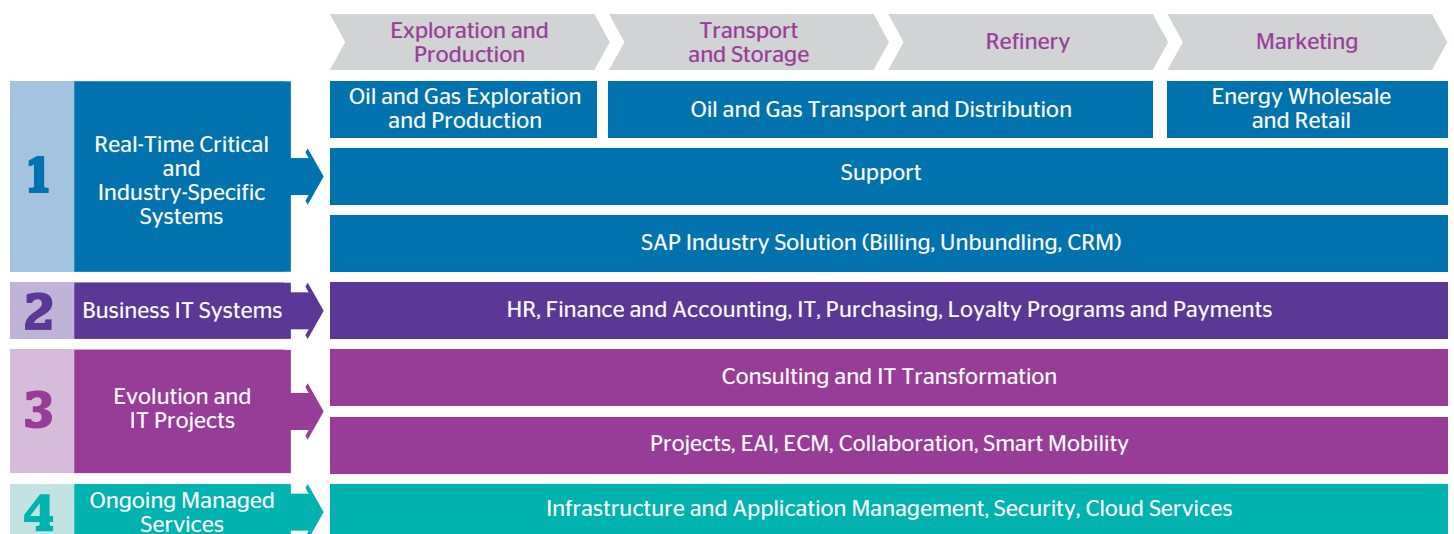 Exploration and
Production
Transport
and Storage
Refinery
Marketing
1
Real-Time Critical
and
Industry-Specific
Systems
Oil and Gas Exploration
and Production
Oil and Gas Transport and Distribution
Energy Wholesale
and Retail
Support
SAP Industry Solution (Billing, Unbundling, CRM)
2
Business IT Systems
HR, Finance and Accounting, IT, Purchasing, Loyalty Programs and Payments
3
Evolution and
IT Projects
Consulting and IT Transformation
Projects, EAI, ECM, Collaboration, Smart Mobility
4
Ongoing Managed
Services
Infrastructure and Application Management, Security, Cloud Services